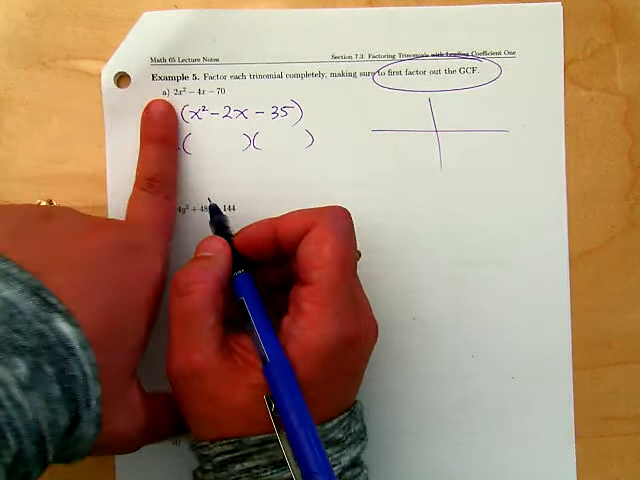 Math 65 Lecture Notes Section 7.3: Factoring Trinomials with Leading Coefficient One
Example 5. Factor each trinomial completely, making sure to first factor out the GCF.
a) 2x² − 4x − 70
(x² − 2x − 35)
( )( )
4y² + 48 144